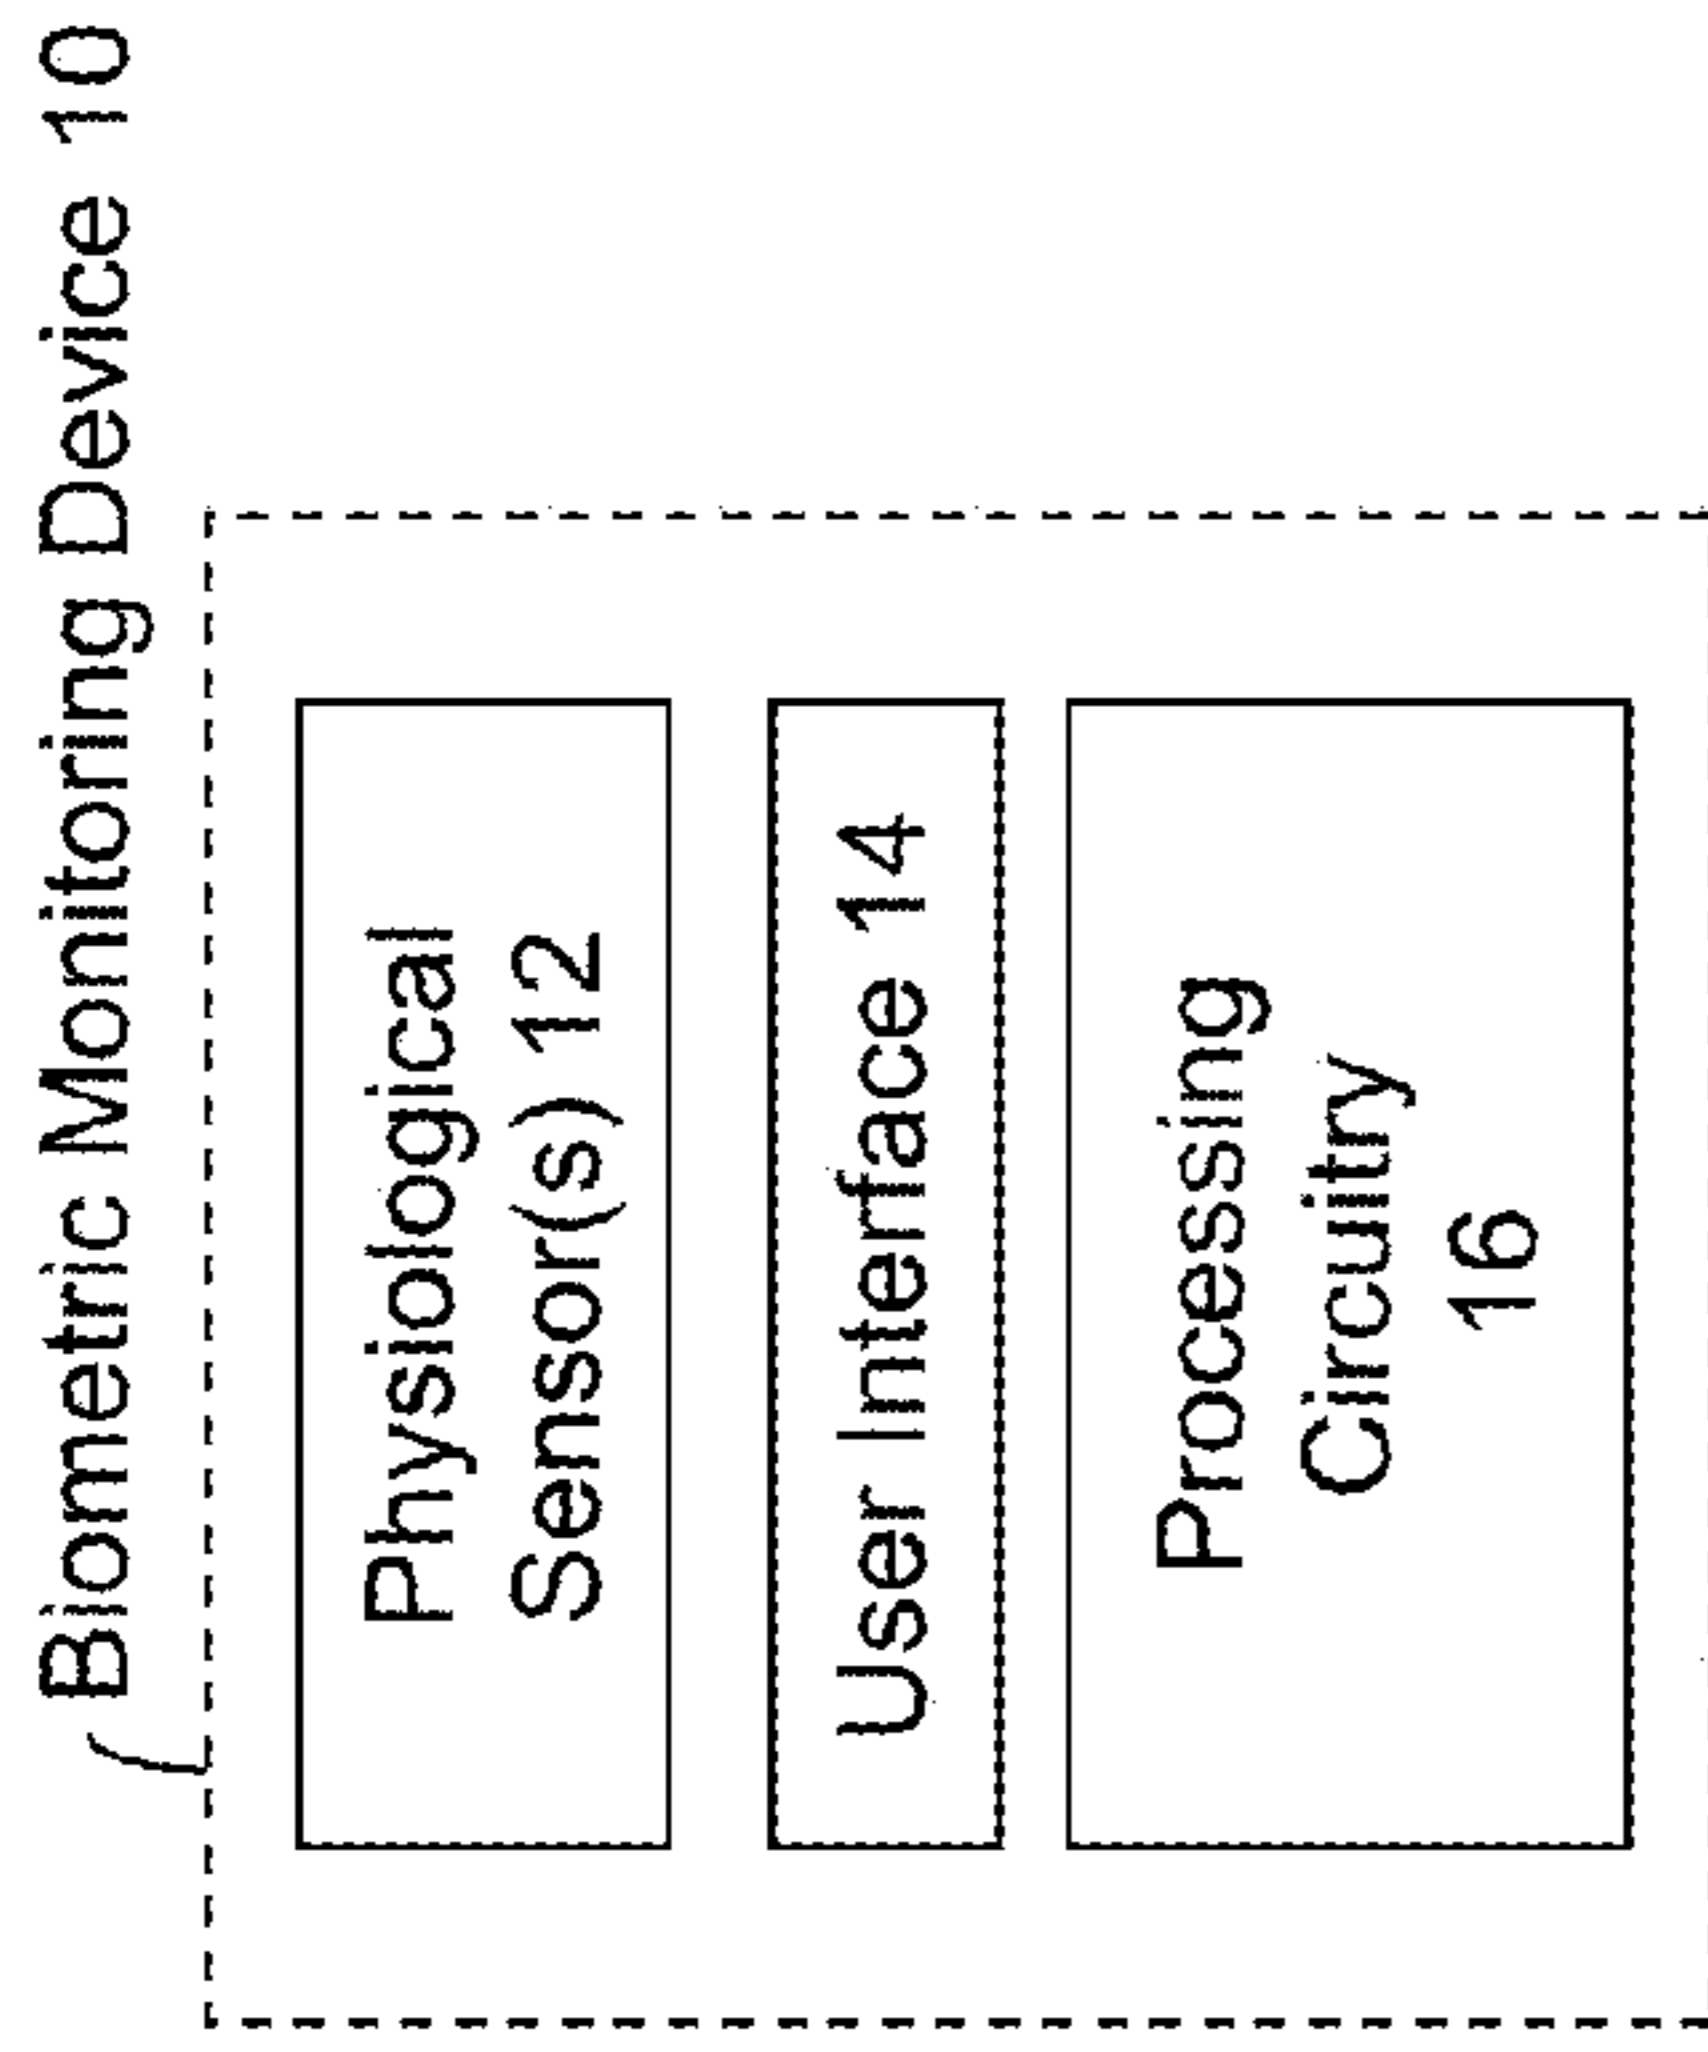 Biometric Monitoring Device 10
Physiological
Sensor(s) 12
User Interface 14
Processing
Circuitry
16